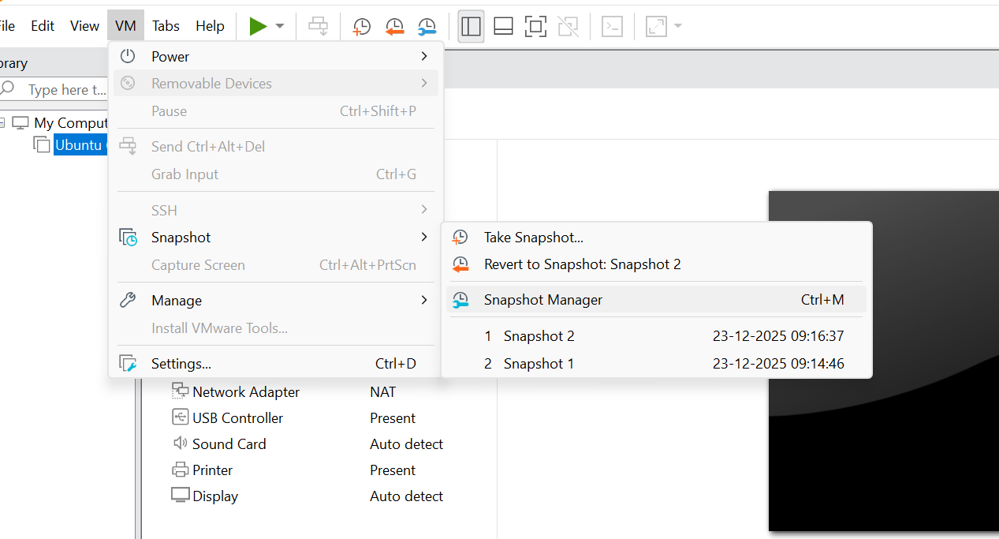 File Edit View VM Tabs Help
Library
Type here t...
My Comput
Ubuntu
Power
Removable Devices
Pause Ctrl+Shift+P
Send Ctrl+Alt+Del
Grab Input Ctrl+G
SSH
Snapshot
Capture Screen Ctrl+Alt+PrtScn
Manage
Install VMware Tools...
Settings... Ctrl+D
Take Snapshot...
Revert to Snapshot: Snapshot 2
Snapshot Manager Ctrl+M
1 Snapshot 2 23-12-2025 09:16:37
2 Snapshot 1 23-12-2025 09:14:46
Network Adapter NAT
USB Controller Present
Sound Card Auto detect
Printer Present
Display Auto detect